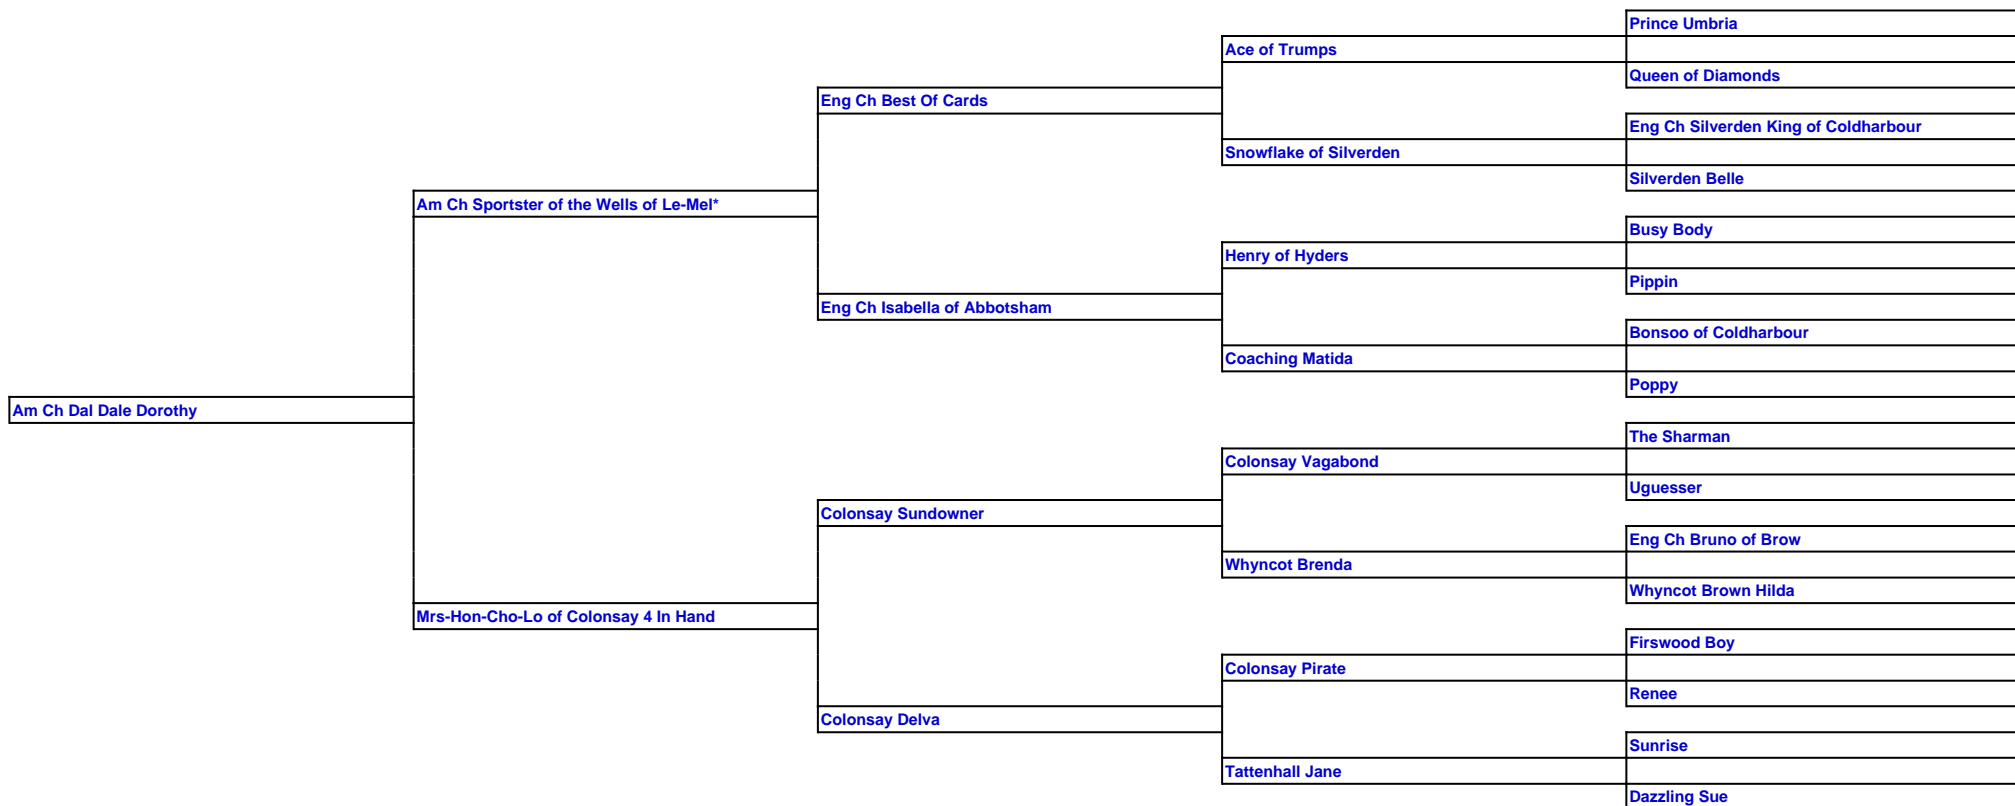 Prince Umbria
Ace of Trumps
Queen of Diamonds
Eng Ch Best Of Cards
Eng Ch Silverden King of Coldharbour
Snowflake of Silverden
Silverden Belle
Am Ch Sportster of the Wells of Le-Mel*
Busy Body
Henry of Hyders
Pippin
Eng Ch Isabella of Abbotsham
Bonsoo of Coldharbour
Coaching Matida
Poppy
Am Ch Dal Dale Dorothy
The Sharman
Colonsay Vagabond
Uguesser
Colonsay Sundowner
Eng Ch Bruno of Brow
Whyncot Brenda
Whyncot Brown Hilda
Mrs-Hon-Cho-Lo of Colonsay 4 In Hand
Firswood Boy
Colonsay Pirate
Renee
Colonsay Delva
Sunrise
Tattenhall Jane
Dazzling Sue